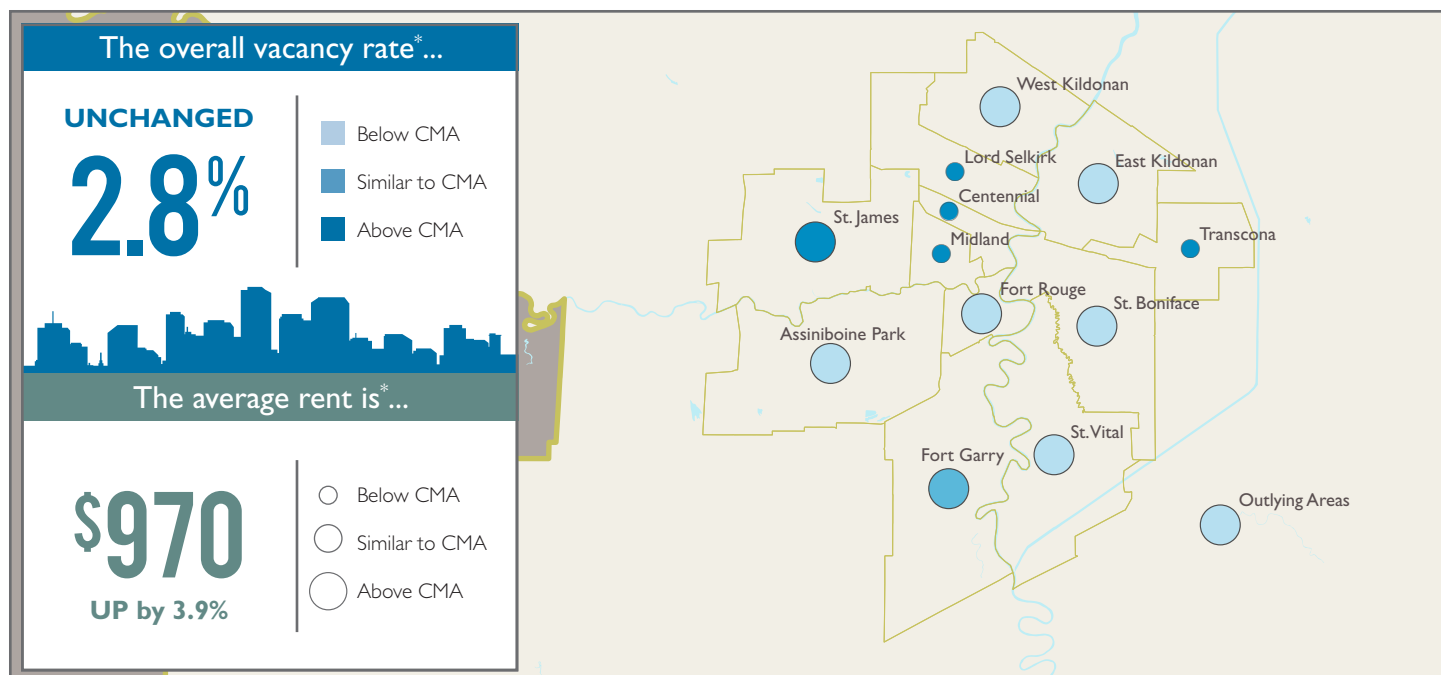 The overall vacancy rate*...
UNCHANGED
2.8%
Below CMA
Similar to CMA
Above CMA
The average rent is*...
$970
UP by 3.9%
Below CMA
Similar to CMA
Above CMA
West Kildonan
Lord Selkirk
East Kildonan
Centennial
St. James
Midland
Transcona
Fort Rouge
St. Boniface
Assiniboine Park
St. Vital
Fort Garry
Outlying Areas